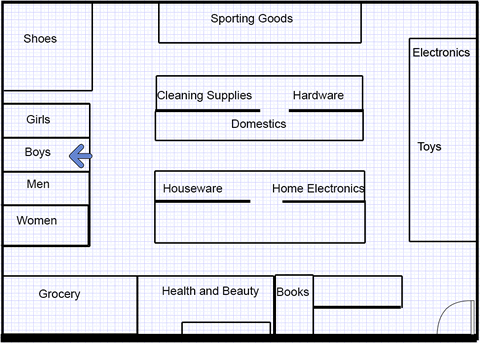 Sporting Goods
Shoes
Electronics
Cleaning Supplies
Hardware
Girls
Domestics
Boys
Toys
Men
Houseware
Home Electronics
Women
Grocery
Health and Beauty
Books